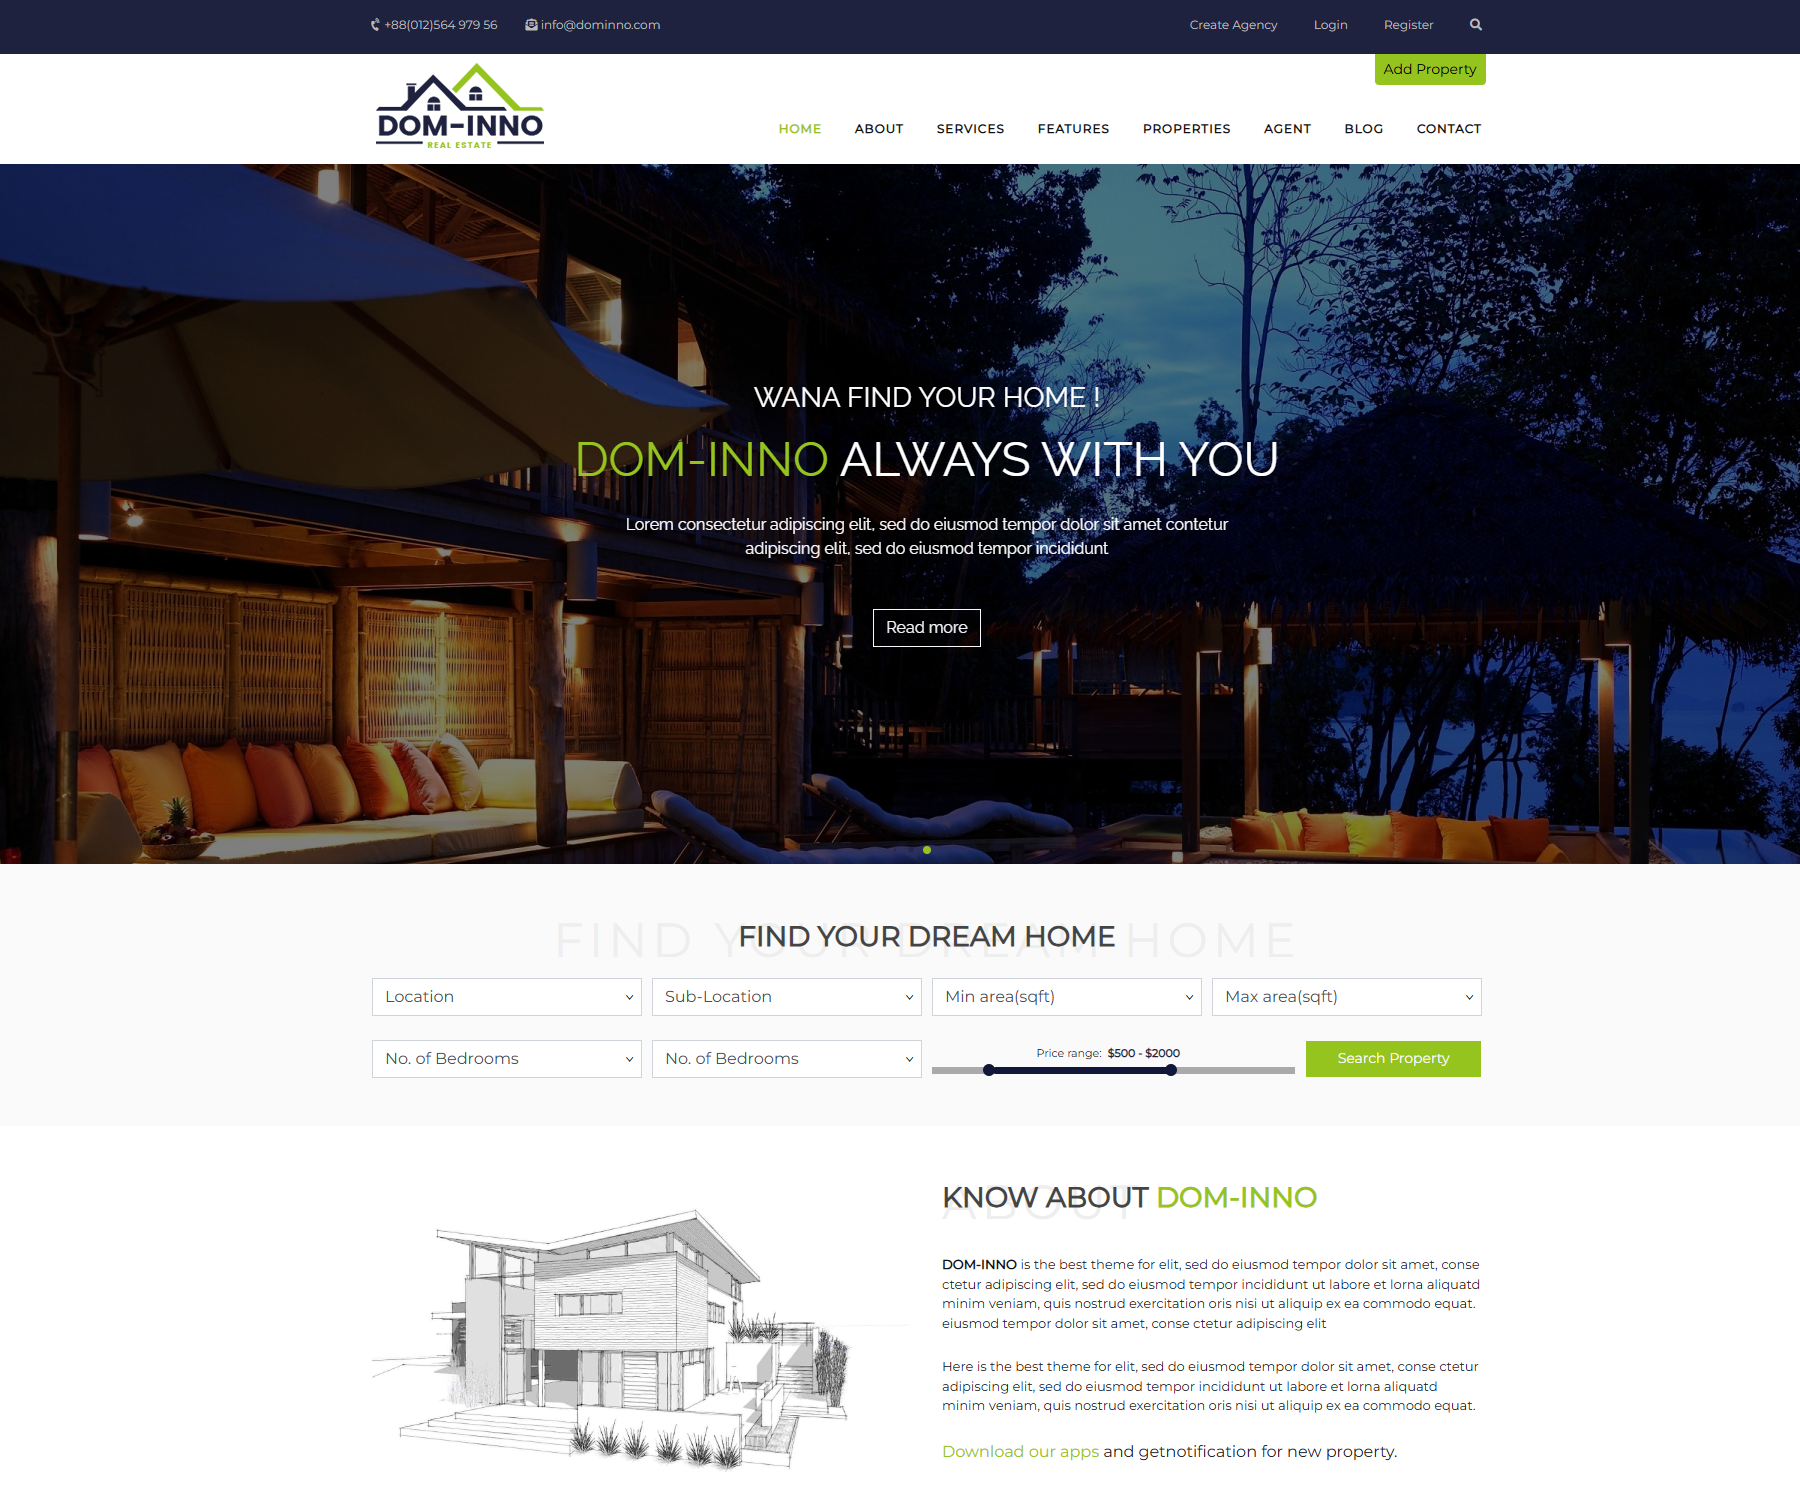 +88(012)564 979 56
info@dominno.com
Create Agency
Login
Register
Add Property
DOM-INNO
REAL ESTATE
HOME
ABOUT
SERVICES
FEATURES
PROPERTIES
AGENT
BLOG
CONTACT
WANA FIND YOUR HOME !
DOM-INNO ALWAYS WITH YOU
Lorem consectetur adipiscing elit, sed do eiusmod tempor dolor sit amet contetur
adipiscing elit, sed do eiusmod tempor incididunt
Read more
FIND YOUR DREAM HOME
FIND YOUR DREAM HOME
Location
Sub-Location
Min area(sqft)
Max area(sqft)
No. of Bedrooms
No. of Bedrooms
Price range: $500 - $2000
Search Property
ABOUT
KNOW ABOUT DOM-INNO
DOM-INNO is the best theme for elit, sed do eiusmod tempor dolor sit amet, conse
ctetur adipiscing elit, sed do eiusmod tempor incididunt ut labore et lorna aliquatd
minim veniam, quis nostrud exercitation oris nisi ut aliquip ex ea commodo equat.
eiusmod tempor dolor sit amet, conse ctetur adipiscing elit
Here is the best theme for elit, sed do eiusmod tempor dolor sit amet, conse ctetur
adipiscing elit, sed do eiusmod tempor incididunt ut labore et lorna aliquatd
minim veniam, quis nostrud exercitation oris nisi ut aliquip ex ea commodo equat.
Download our apps and getnotification for new property.